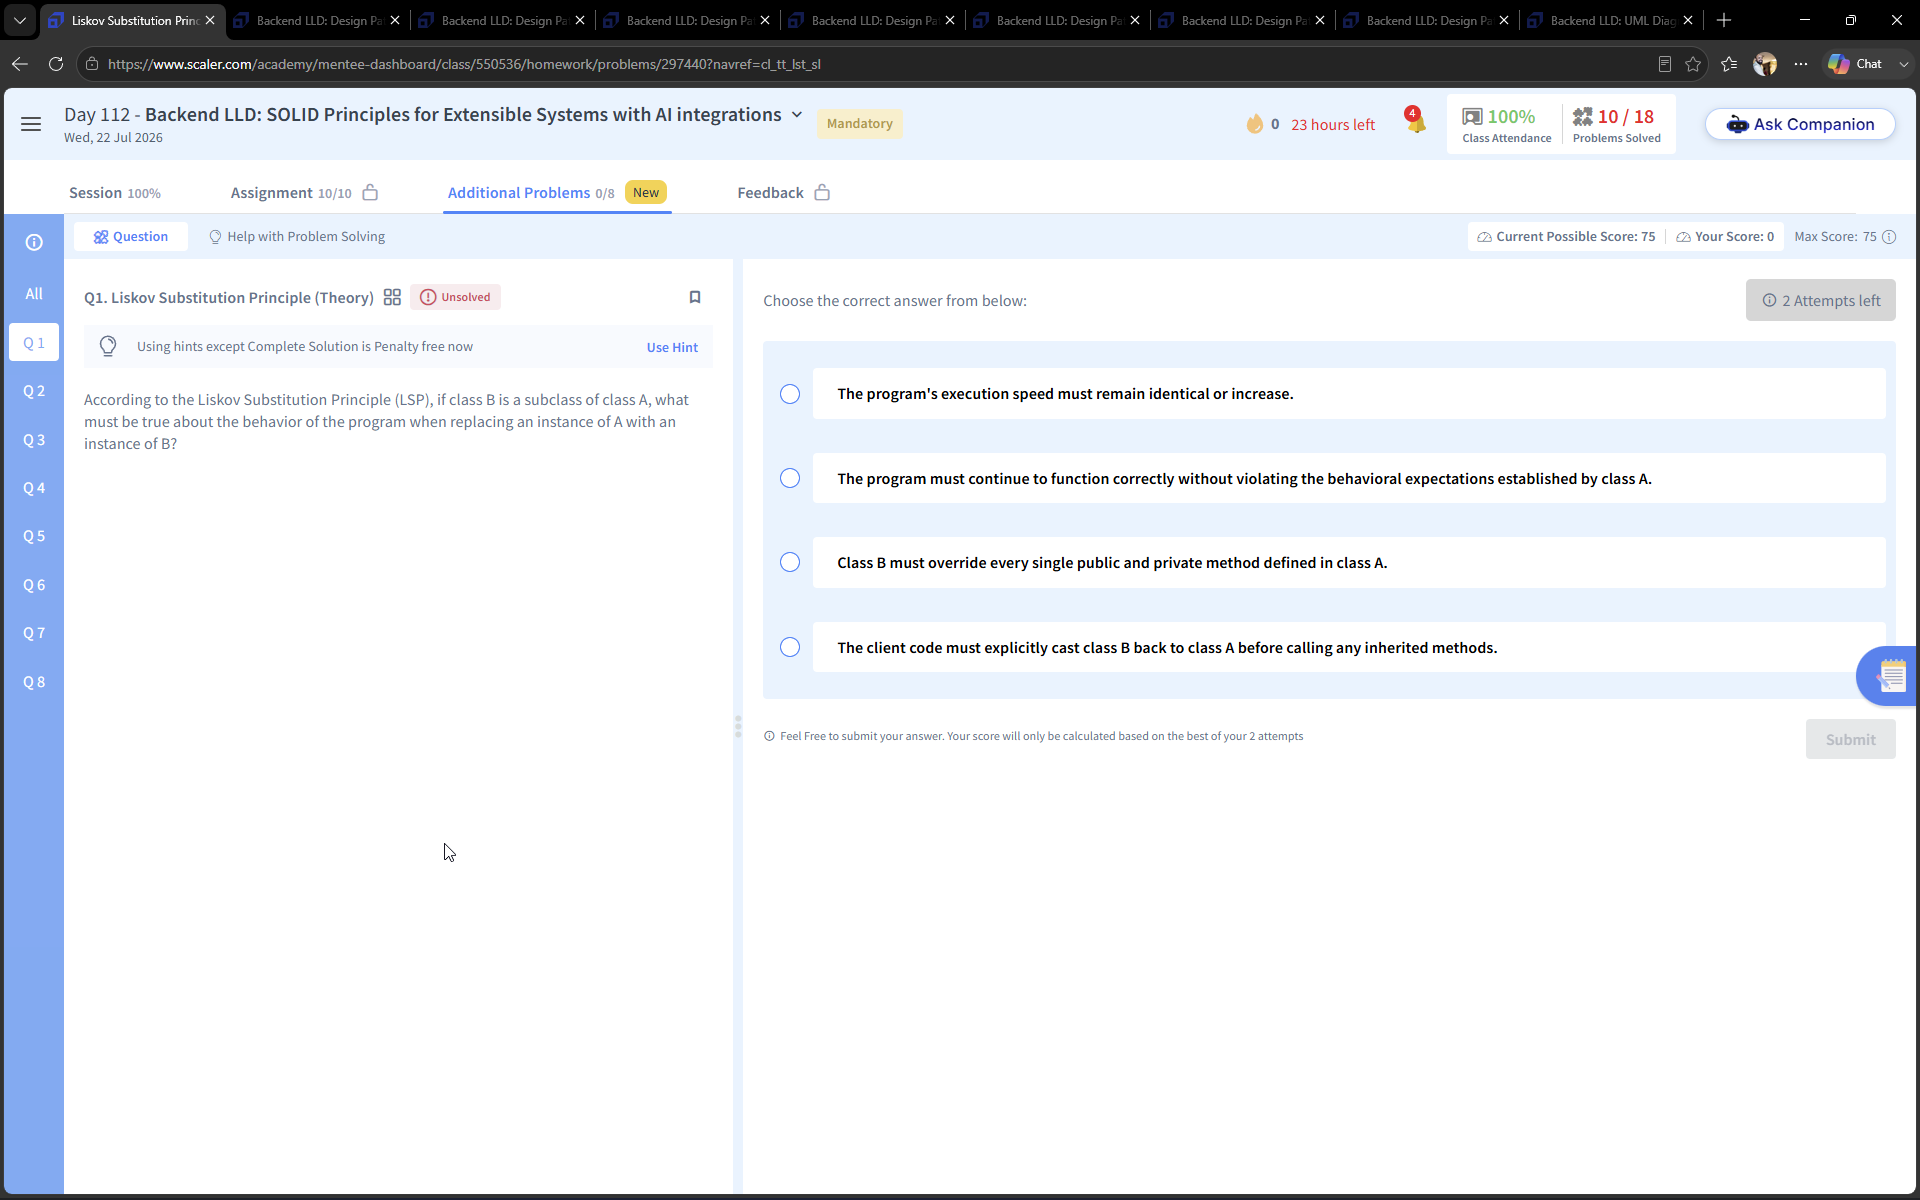 Liskov Substitution Prin
Backend LLD: Design Pa
Backend LLD: Design Pa
Backend LLD: Design Pa
Backend LLD: Design Pa
Backend LLD: Design Pa
Backend LLD: Design Pa
Backend LLD: Design Pa
Backend LLD: UML Diag
https://www.scaler.com/academy/mentee-dashboard/class/550536/homework/problems/297440?navref=cl_tt_lst_sl
Chat
Day 112 - Backend LLD: SOLID Principles for Extensible Systems with AI integrations
Wed, 22 Jul 2026
Mandatory
0
23 hours left
4
100%
Class Attendance
10 / 18
Problems Solved
Ask Companion
Session 100%
Assignment 10/10
Additional Problems 0/8
New
Feedback
Question
Help with Problem Solving
Current Possible Score: 75
Your Score: 0
Max Score: 75
All
Q 1
Q 2
Q 3
Q 4
Q 5
Q 6
Q 7
Q 8
Q1. Liskov Substitution Principle (Theory)
Unsolved
Using hints except Complete Solution is Penalty free now
Use Hint
According to the Liskov Substitution Principle (LSP), if class B is a subclass of class A, what
must be true about the behavior of the program when replacing an instance of A with an
instance of B?
Choose the correct answer from below:
2 Attempts left
The program's execution speed must remain identical or increase.
The program must continue to function correctly without violating the behavioral expectations established by class A.
Class B must override every single public and private method defined in class A.
The client code must explicitly cast class B back to class A before calling any inherited methods.
Feel Free to submit your answer. Your score will only be calculated based on the best of your 2 attempts
Submit